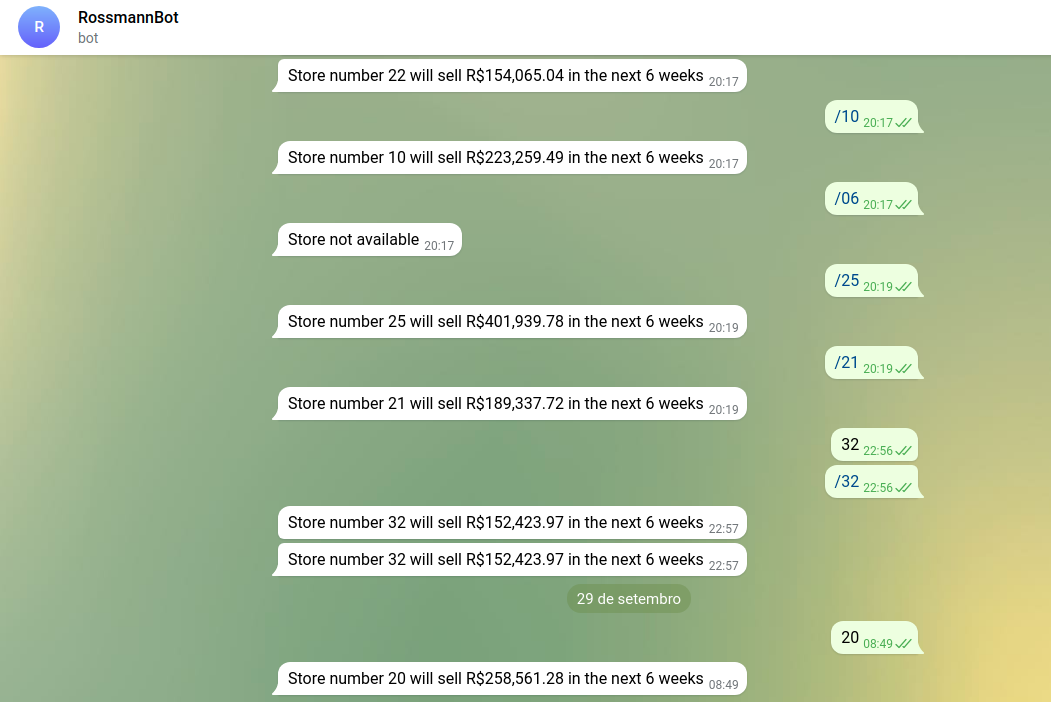 R
RossmannBot
bot
Store number 22 will sell R$154,065.04 in the next 6 weeks 20:17
/10 20:17
Store number 10 will sell R$223,259.49 in the next 6 weeks 20:17
/06 20:17
Store not available 20:17
/25 20:19
Store number 25 will sell R$401,939.78 in the next 6 weeks 20:19
/21 20:19
Store number 21 will sell R$189,337.72 in the next 6 weeks 20:19
32 22:56
/32 22:56
Store number 32 will sell R$152,423.97 in the next 6 weeks 22:57
Store number 32 will sell R$152,423.97 in the next 6 weeks 22:57
29 de setembro
20 08:49
Store number 20 will sell R$258,561.28 in the next 6 weeks 08:49